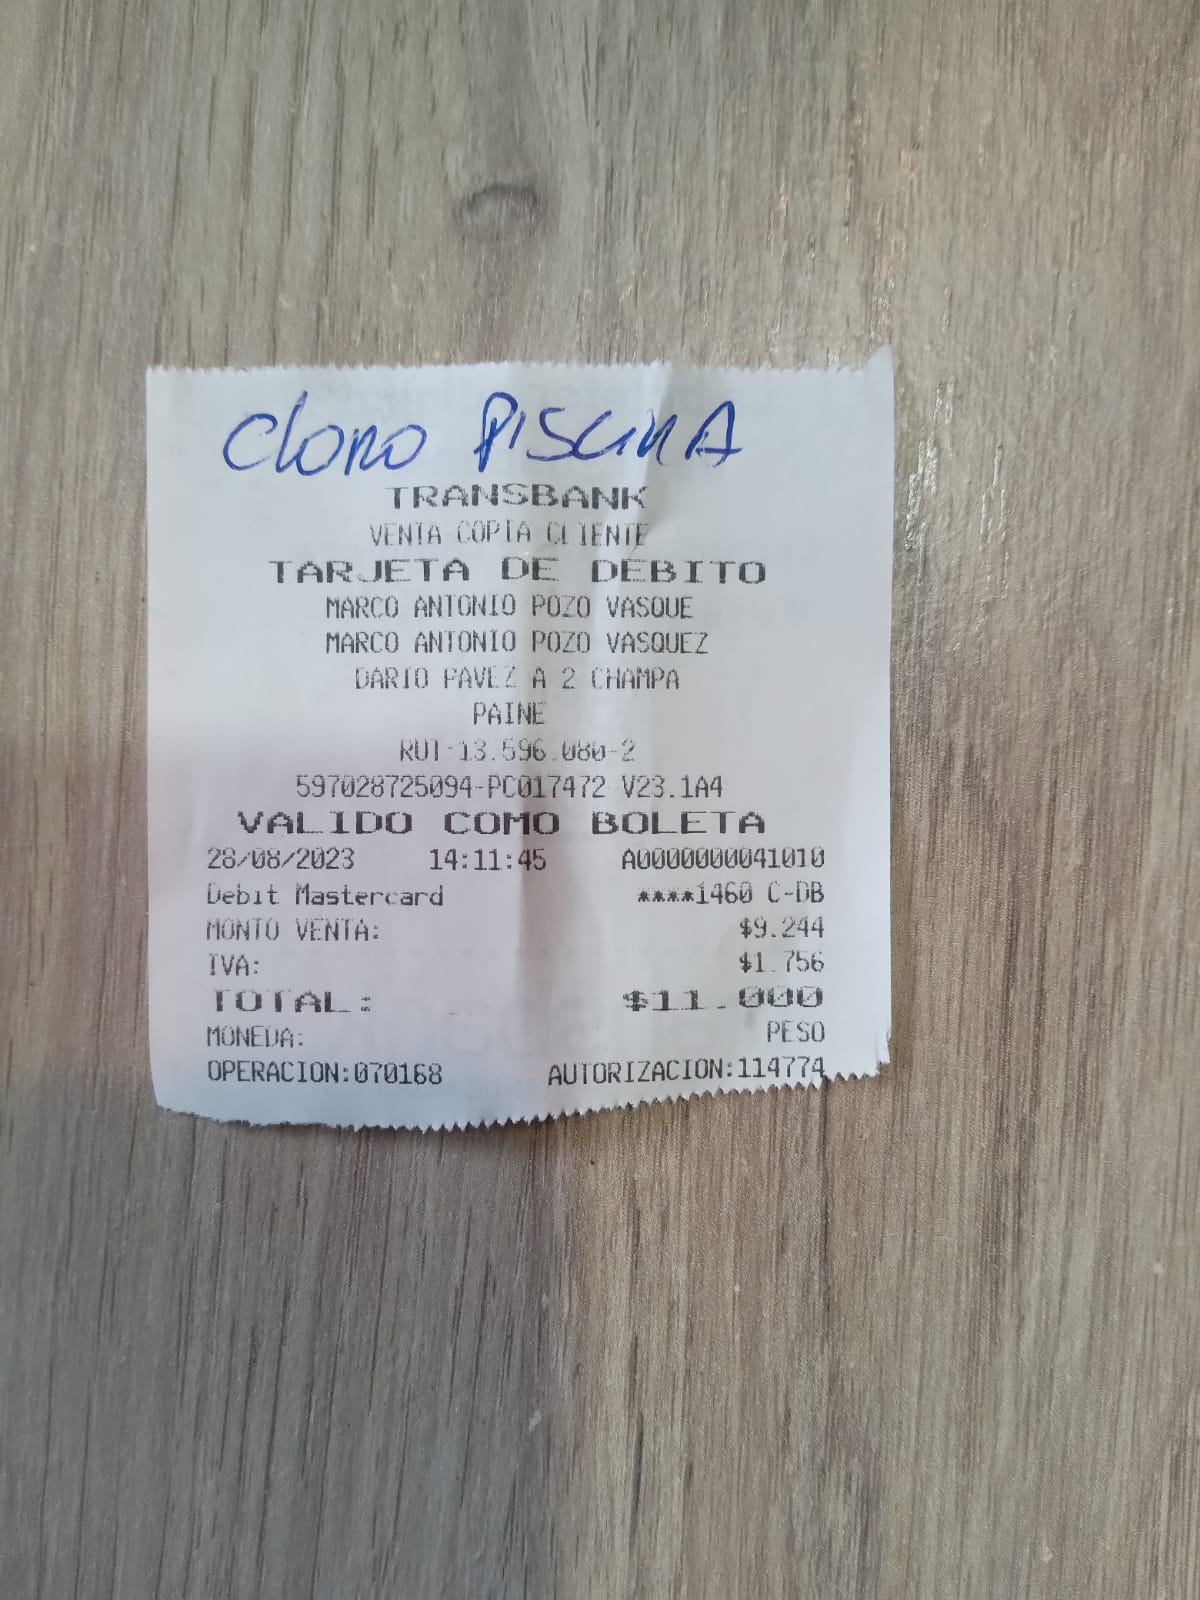 Cloro PISCINA
TRANSBANK
VENTA COPIA CLIENTE
TARJETA DE DEBITO
MARCO ANTONIO POZO VASQUE
MARCO ANTONIO POZO VASQUEZ
DARIO PAVEZ A 2 CHAMPA
PAINE
RUT-13.596.080-2
597028725094-PC017472 V23.1A4
VALIDO COMO BOLETA
28/08/2023 14:11:45 A0000000041010
Debit Mastercard ****1460 C-DB
MONTO VENTA: $9.244
IVA: $1.756
TOTAL: $11.000
MONEDA: PESO
OPERACION:070168 AUTORIZACION:114774